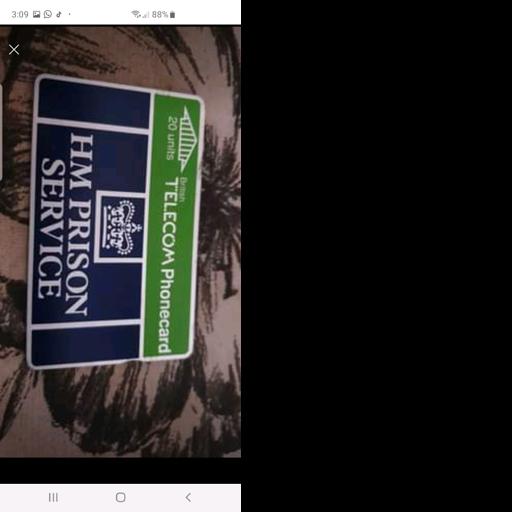 3:09
88%
20 units
British
TELECOM Phonecard
HM PRISON
SERVICE